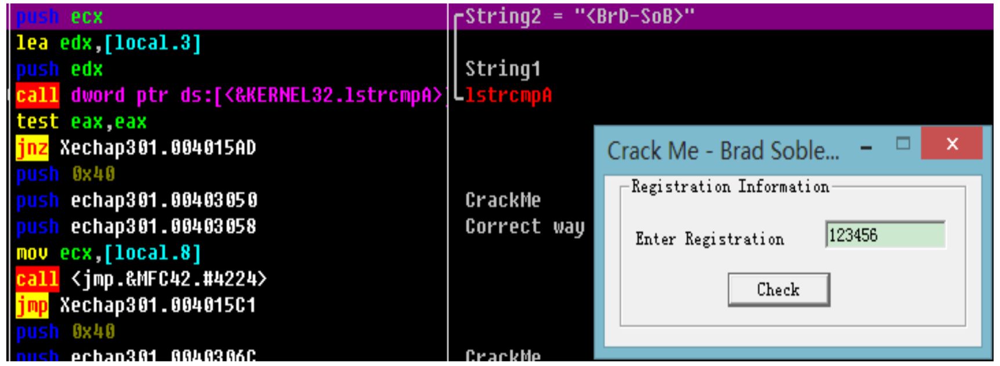 push ecx
String2 = "<BrD-SoB>"
lea edx,[local.3]
push edx
String1
call dword ptr ds:[<&KERNEL32.lstrcmpA>]
lstrcmpA
test eax,eax
jnz Xechap301.004015AD
push 0x40
push echap301.00403050
CrackMe
push echap301.00403058
Correct way
mov ecx,[local.8]
call <jmp.&MFC42.#4224>
jmp Xechap301.004015C1
push 0x40
push echap301.0040306C
CrackMe
Crack Me - Brad Soble...
Registration Information
Enter Registration
123456
Check